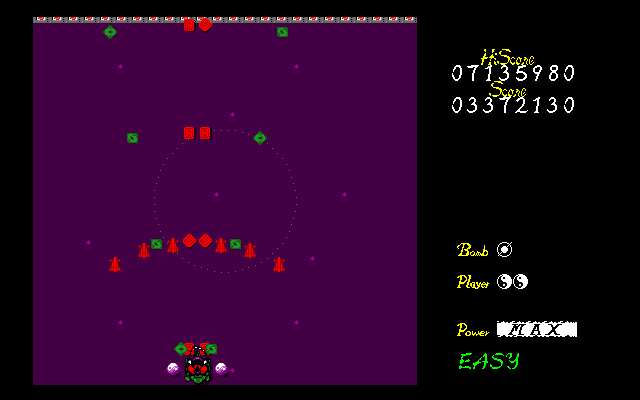 HiScore
07135980
Score
03372130
Bomb
Player
Power MAX
EASY